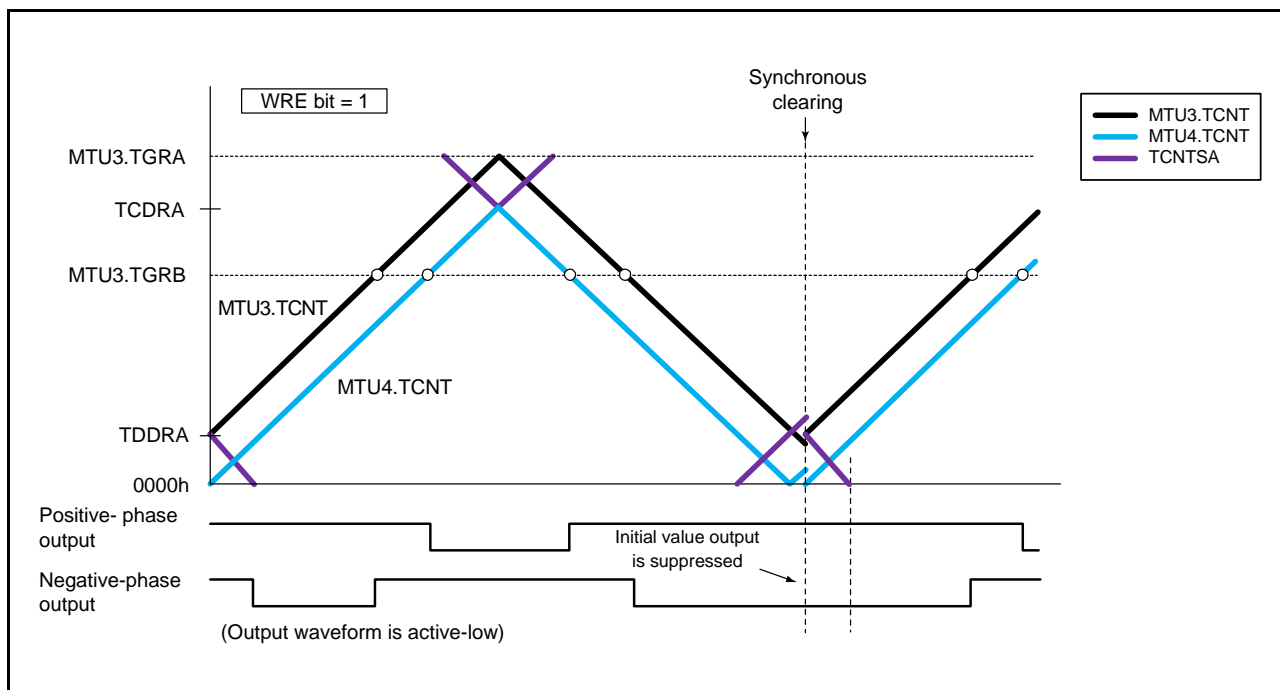 Synchronous
clearing
WRE bit = 1
MTU3.TCNT
MTU4.TCNT
TCNTSA
MTU3.TGRA
TCDRA
MTU3.TGRB
MTU3.TCNT
MTU4.TCNT
TDDRA
0000h
Positive- phase
output
Initial value output
is suppressed
Negative-phase
output
(Output waveform is active-low)